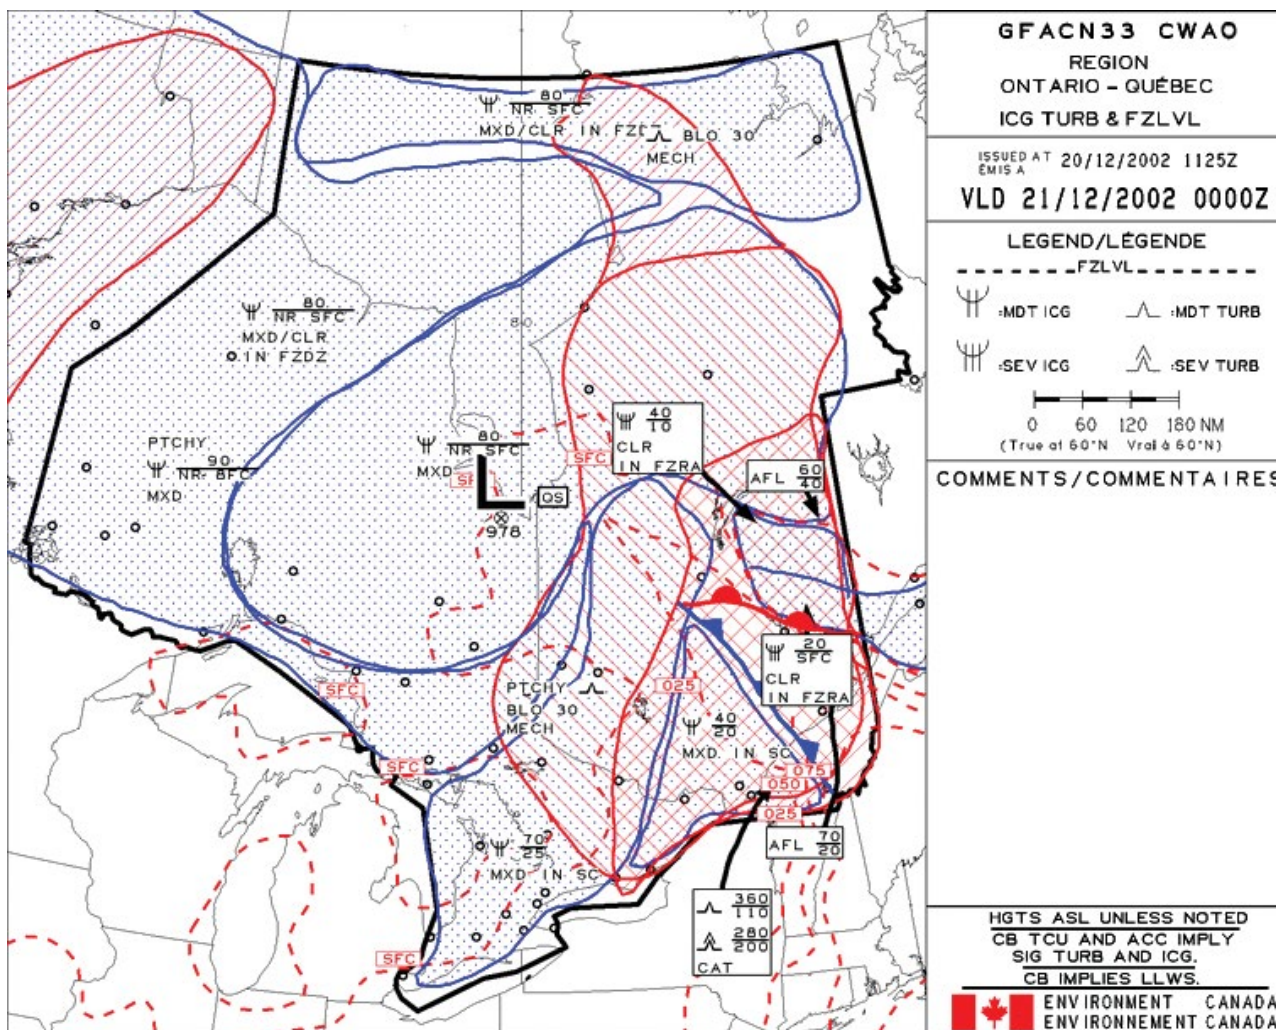 GFACN33 CWAO
REGION
ONTARIO - QUÉBEC
ICG TURB & FZLVL
ISSUED AT 20/12/2002 1125Z
ÉMIS A
VLD 21/12/2002 0000Z
LEGEND/LÉGENDE
FZLVL
:MDT ICG
:MDT TURB
:SEV ICG
:SEV TURB
0 60 120 180 NM
(True at 60°N Vrai à 60°N)
COMMENTS/COMMENTAIRES
80
NR SFC
MXD/CLR IN FZDZ
BLO 30
MECH
80
NR SFC
MXD/CLR
IN FZDZ
80
PTCHY
90
NR SFC
MXD
80
NR SFC
MXD
SFC
QS
978
SFC
40
10
CLR
IN FZRA
AFL 60
40
20
SFC
CLR
IN FZRA
SFC
PTCHY
BLO 30
MECH
025
40
20
MXD IN SC
SFC
075
050
025
70
25
MXD IN SC
AFL 70
20
360
110
280
200
CAT
SFC
HGTS ASL UNLESS NOTED
CB TCU AND ACC IMPLY
SIG TURB AND ICG.
CB IMPLIES LLWS.
ENVIRONMENT CANADA
ENVIRONNEMENT CANADA